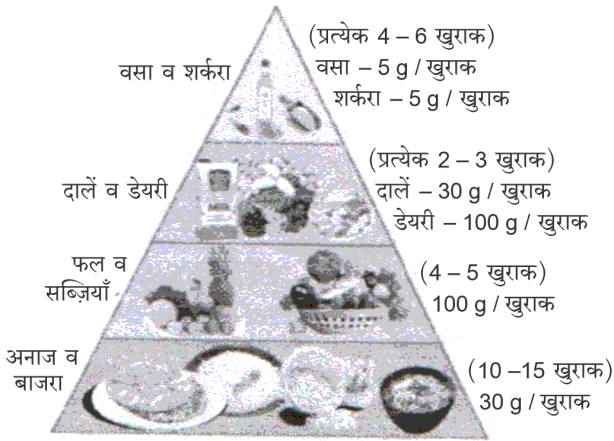 वसा व शर्करा
(प्रत्येक 4 – 6 खुराक)
वसा – 5 g / खुराक
शर्करा – 5 g / खुराक
दालें व डेयरी
(प्रत्येक 2 – 3 खुराक)
दालें – 30 g / खुराक
डेयरी – 100 g / खुराक
फल व
सब्ज़ियाँ
(4 – 5 खुराक)
100 g / खुराक
अनाज व
बाजरा
(10 –15 खुराक)
30 g / खुराक